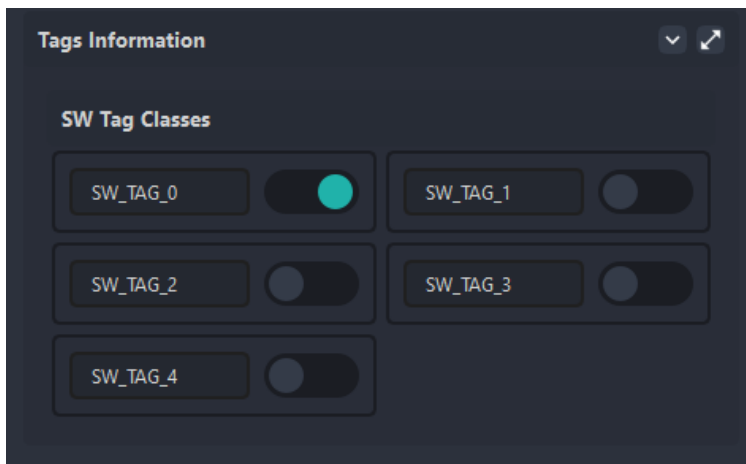 Tags Information
SW Tag Classes
SW_TAG_0
SW_TAG_1
SW_TAG_2
SW_TAG_3
SW_TAG_4